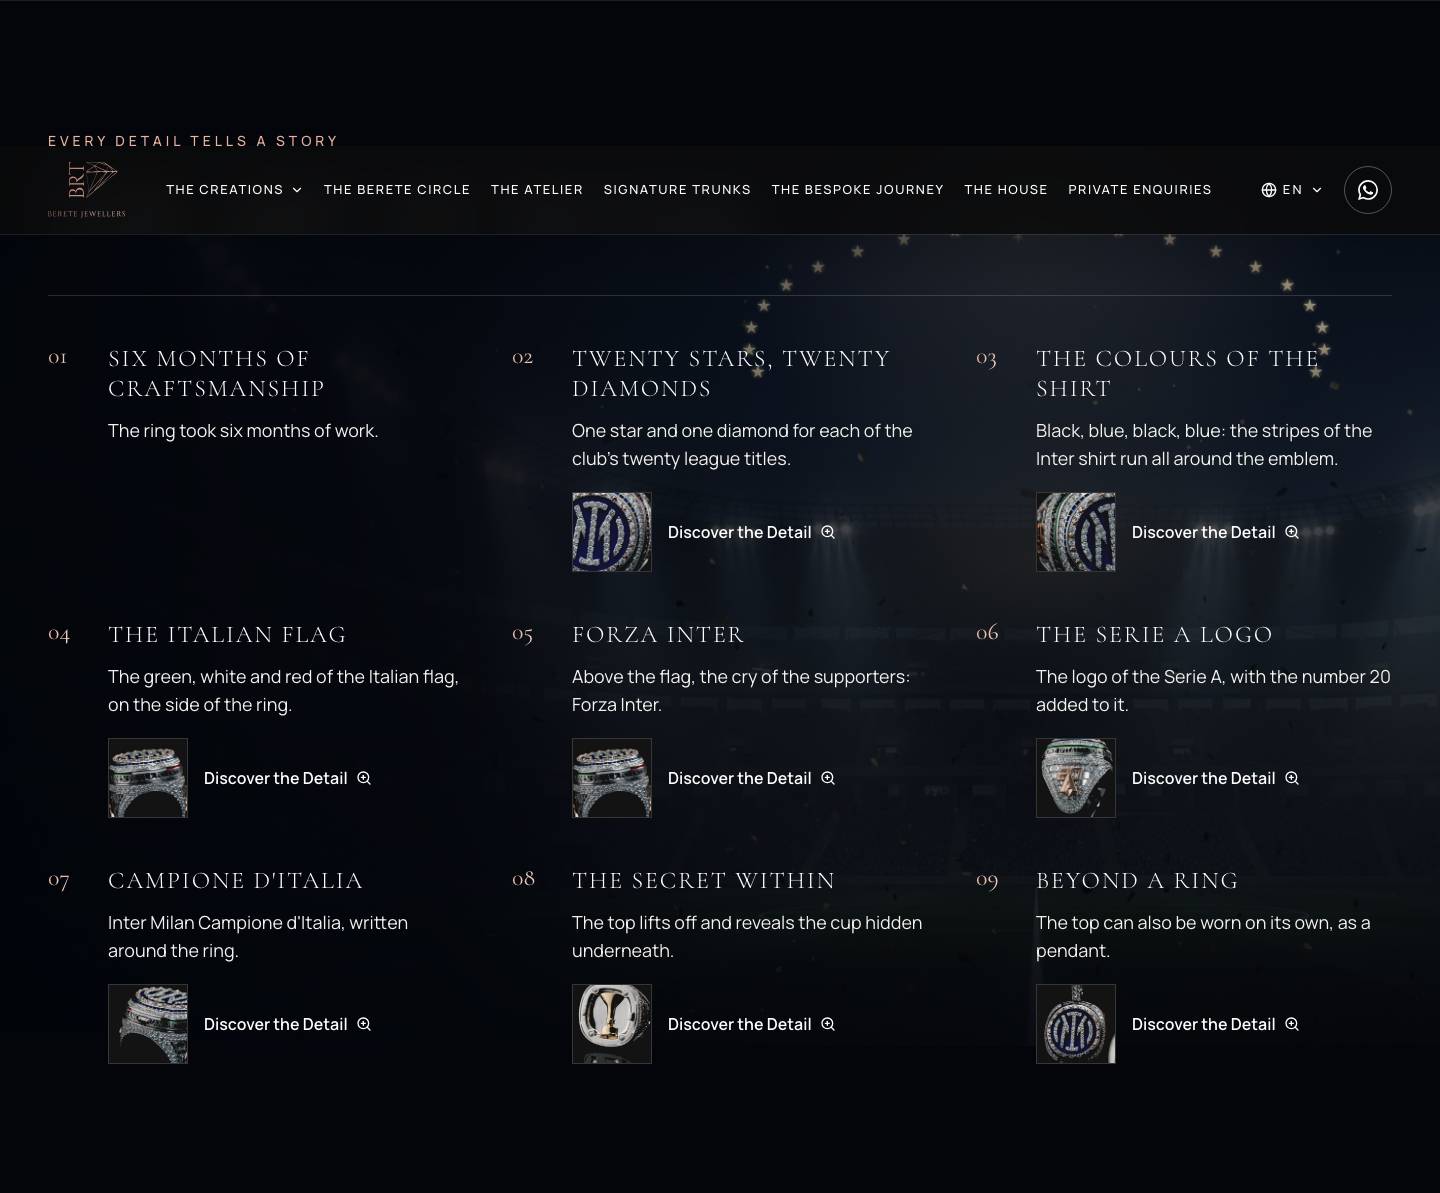 EVERY DETAIL TELLS A STORY
BRT
BERETE JEWELLERS
THE CREATIONS
THE BERETE CIRCLE
THE ATELIER
SIGNATURE TRUNKS
THE BESPOKE JOURNEY
THE HOUSE
PRIVATE ENQUIRIES
EN
01
SIX MONTHS OF
CRAFTSMANSHIP
The ring took six months of work.
02
TWENTY STARS, TWENTY
DIAMONDS
One star and one diamond for each of the
club's twenty league titles.
Discover the Detail
03
THE COLOURS OF THE
SHIRT
Black, blue, black, blue: the stripes of the
Inter shirt run all around the emblem.
Discover the Detail
04
THE ITALIAN FLAG
The green, white and red of the Italian flag,
on the side of the ring.
Discover the Detail
05
FORZA INTER
Above the flag, the cry of the supporters:
Forza Inter.
Discover the Detail
06
THE SERIE A LOGO
The logo of the Serie A, with the number 20
added to it.
Discover the Detail
07
CAMPIONE D'ITALIA
Inter Milan Campione d'Italia, written
around the ring.
Discover the Detail
08
THE SECRET WITHIN
The top lifts off and reveals the cup hidden
underneath.
Discover the Detail
09
BEYOND A RING
The top can also be worn on its own, as a
pendant.
Discover the Detail